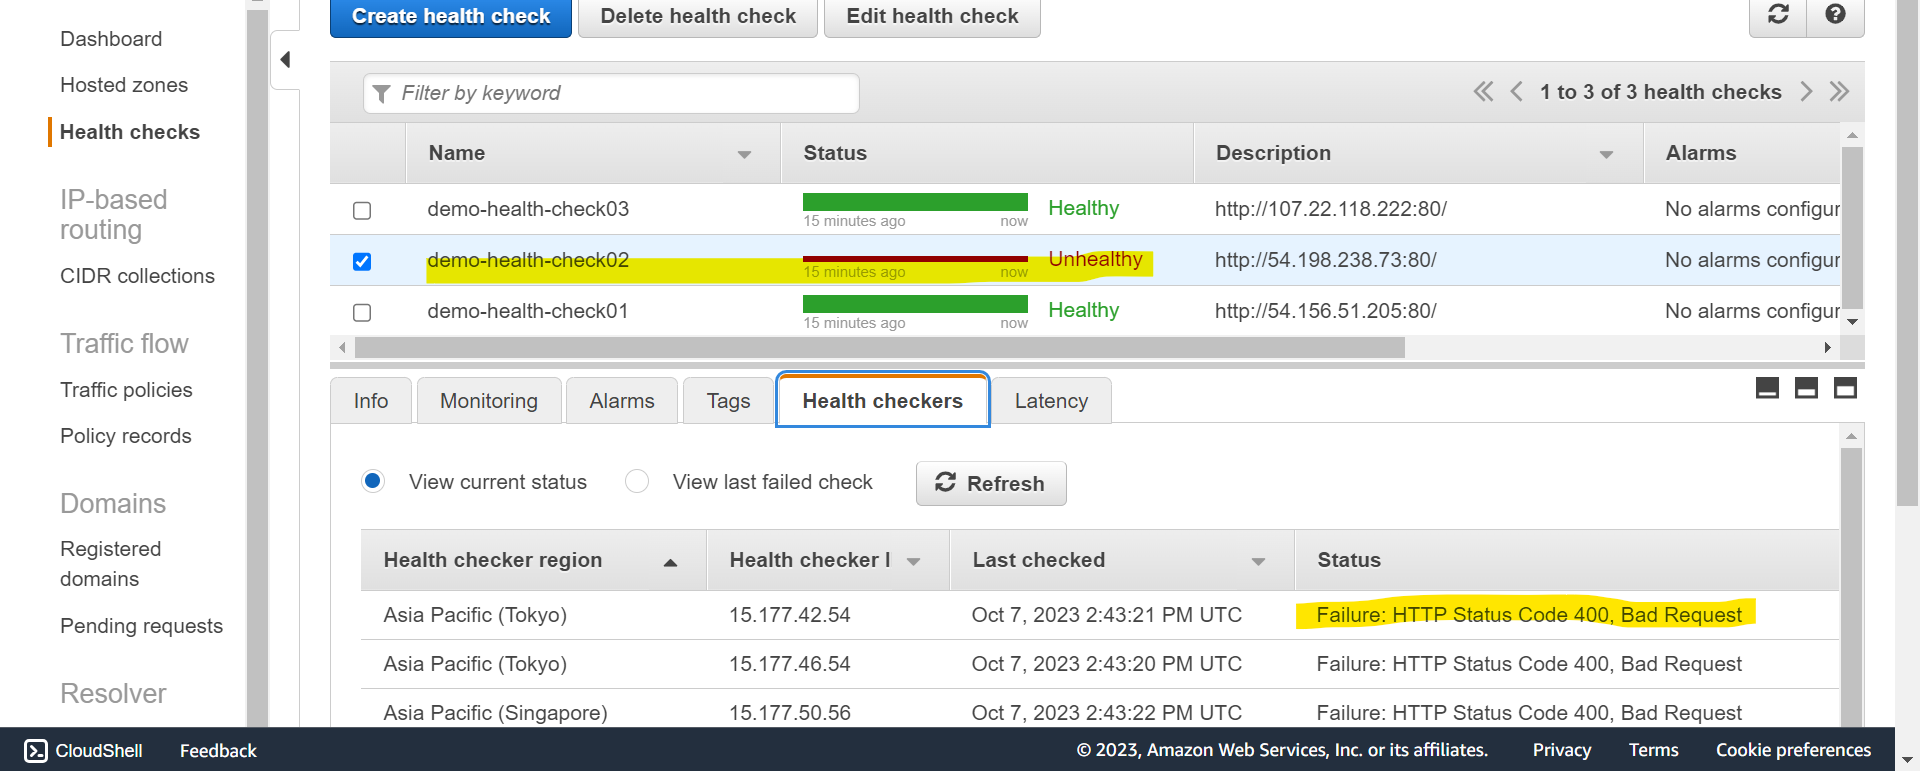 Create health check
Delete health check
Edit health check
Dashboard
Hosted zones
Health checks
IP-based
routing
CIDR collections
Traffic flow
Traffic policies
Policy records
Domains
Registered
domains
Pending requests
Resolver
Filter by keyword
1 to 3 of 3 health checks
Name Status Description Alarms
demo-health-check03 Healthy http://107.22.118.222:80/ No alarms configur
15 minutes ago now
demo-health-check02 Unhealthy http://54.198.238.73:80/ No alarms configur
15 minutes ago now
demo-health-check01 Healthy http://54.156.51.205:80/ No alarms configur
15 minutes ago now
Info Monitoring Alarms Tags Health checkers Latency
View current status View last failed check Refresh
Health checker region Health checker I Last checked Status
Asia Pacific (Tokyo) 15.177.42.54 Oct 7, 2023 2:43:21 PM UTC Failure: HTTP Status Code 400, Bad Request
Asia Pacific (Tokyo) 15.177.46.54 Oct 7, 2023 2:43:20 PM UTC Failure: HTTP Status Code 400, Bad Request
Asia Pacific (Singapore) 15.177.50.56 Oct 7, 2023 2:43:22 PM UTC Failure: HTTP Status Code 400, Bad Request
CloudShell Feedback © 2023, Amazon Web Services, Inc. or its affiliates. Privacy Terms Cookie preferences